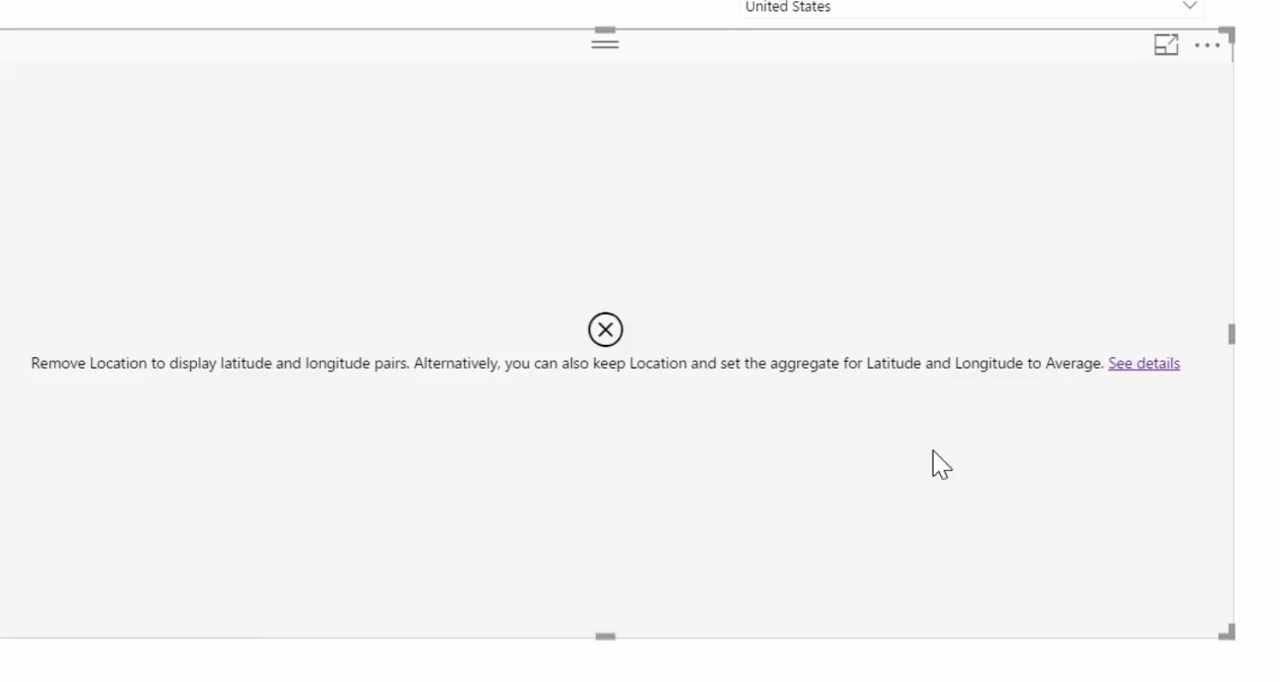 United States
Remove Location to display latitude and longitude pairs. Alternatively, you can also keep Location and set the aggregate for Latitude and Longitude to Average. See details